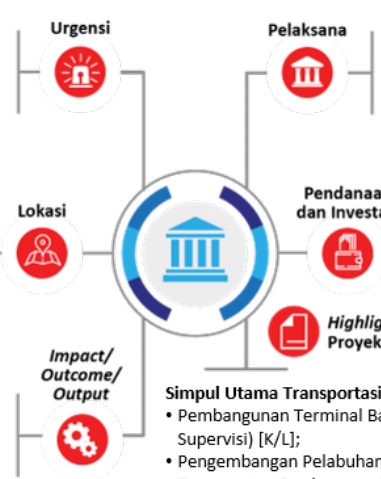 Urgensi
Pelaksana
Lokasi
Pendanaa
dan Investa
Highlig
Proyek
Impact/
Outcome/
Output
Simpul Utama Transportasi
• Pembangunan Terminal Ba
Supervisi) [K/L];
• Pengembangan Pelabuhan